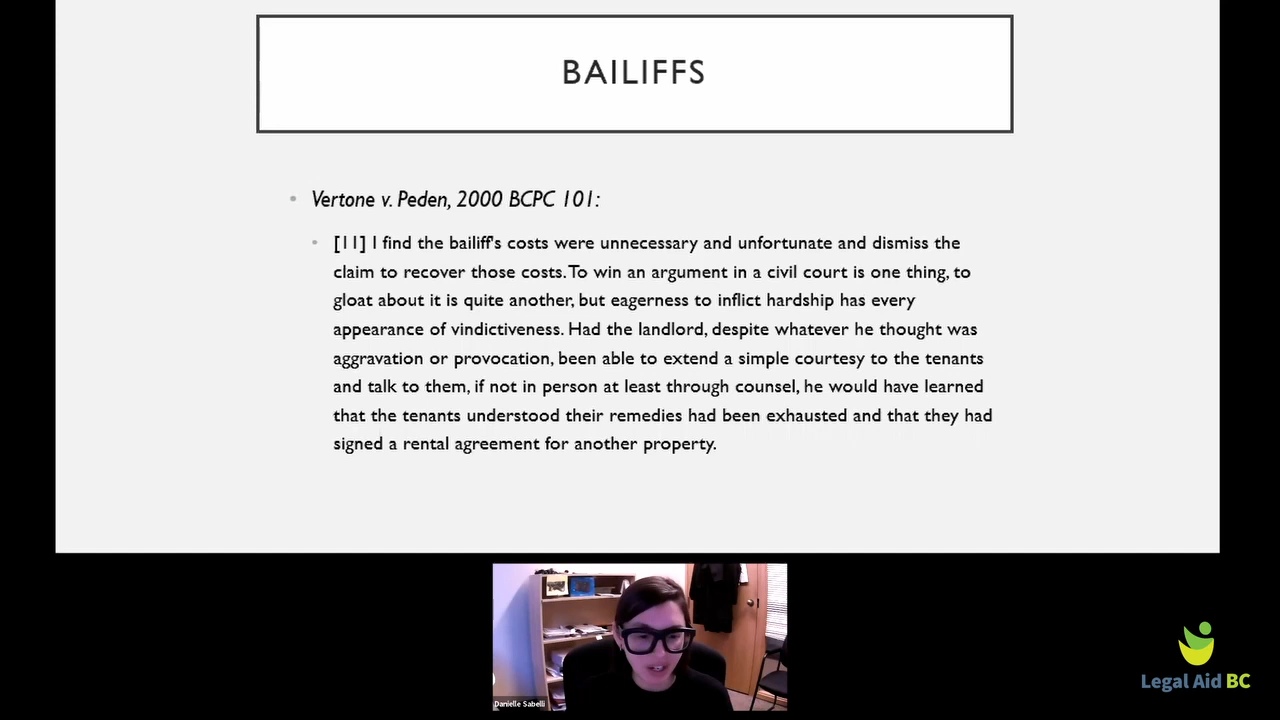 BAILIFFS
• Vertone v. Peden, 2000 BCPC 101:
• [11] I find the bailiff's costs were unnecessary and unfortunate and dismiss the
claim to recover those costs. To win an argument in a civil court is one thing, to
gloat about it is quite another, but eagerness to inflict hardship has every
appearance of vindictiveness. Had the landlord, despite whatever he thought was
aggravation or provocation, been able to extend a simple courtesy to the tenants
and talk to them, if not in person at least through counsel, he would have learned
that the tenants understood their remedies had been exhausted and that they had
signed a rental agreement for another property.
Danielle Sabelli
Legal Aid BC